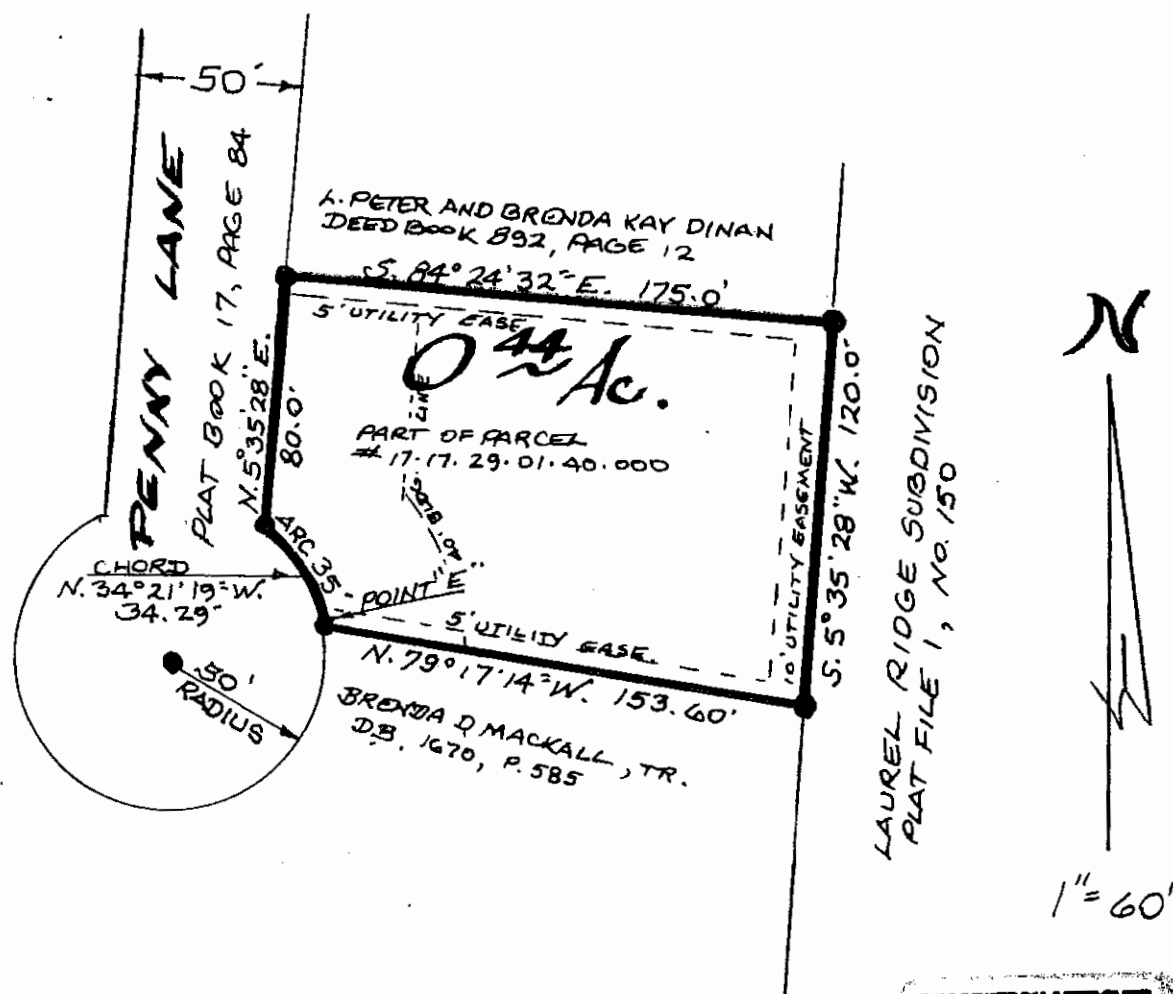 50'
PENNY LANE
PLAT BOOK 17, PAGE 84
L. PETER AND BRENDA KAY DINAN
DEED BOOK 892, PAGE 12
S. 84° 24' 32" E. 175.0'
5' UTILITY EASE.
0.44 Ac.
N. 5° 35' 28" E.
80.0'
LINE
PART OF PARCEL
# 17.17.29.01.40.000
40' BLDG
10' UTILITY EASEMENT
S. 5° 35' 28" W. 120.0'
LAUREL RIDGE SUBDIVISION
PLAT FILE 1, NO. 150
N
ARC 35'
CHORD
N. 34° 21' 19" W.
34.29'
POINT "E"
5' UTILITY EASE.
N. 79° 17' 14" W. 153.60'
BRENDA D MACKALL, TR.
D.B. 1670, P. 585
50'
RADIUS
1" = 60'